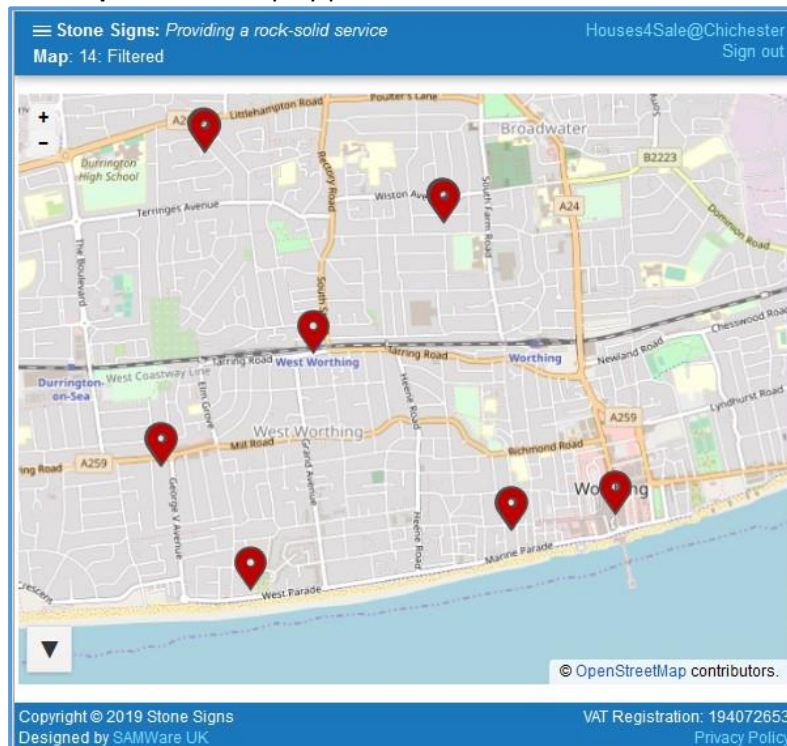 Stone Signs: Providing a rock-solid service
Houses4Sale@Chichester
Map: 14: Filtered
Sign out
+
-
Littlehampton Road
Poulter's Lane
Broadwater
Durrington
High School
Rectory Road
B2223
Terringes Avenue
South Farm Road
A24
Dominion Road
The Boulevard
Chesswood Road
Tarring Road
West Worthing
Tarring Road
Worthing
Newland Road
Durrington-
on-Sea
West Coastway Line
Elm Grove
Heene Road
Lyndhurst Road
A259
West Worthing
Mill Road
Grand Avenue
Richmond Road
A259
George V Avenue
Heene Road
Marine Parade
West Parade
Crescent
▼
© OpenStreetMap contributors.
Copyright © 2019 Stone Signs
VAT Registration: 194072653
Designed by SAMWare UK
Privacy Policy